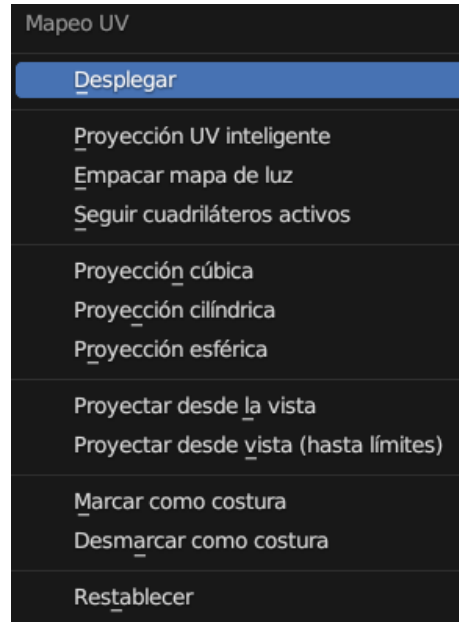 Mapeo UV
Desplegar
Proyección UV inteligente
Empacar mapa de luz
Seguir cuadriláteros activos
Proyección cúbica
Proyección cilíndrica
Proyección esférica
Proyectar desde la vista
Proyectar desde vista (hasta límites)
Marcar como costura
Desmarcar como costura
Restablecer